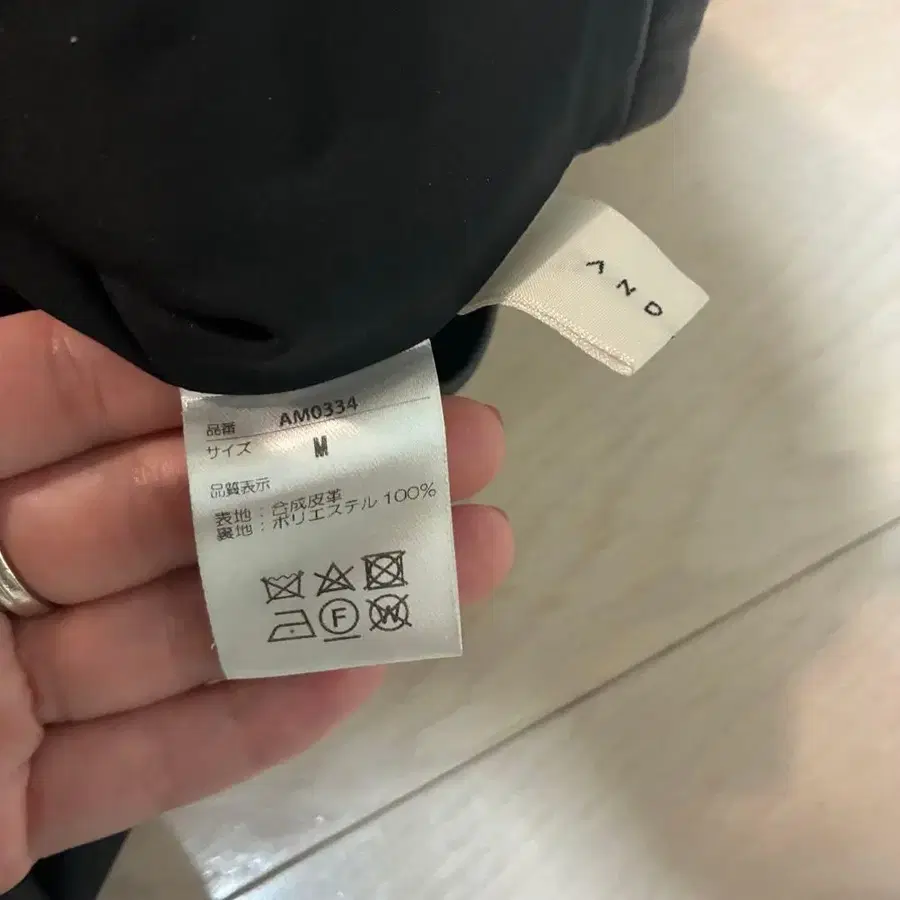 品番 AM0334
サイズ M
品質表示
表地:合成皮革
裏地:ポリエステル 100%
F
W
AND